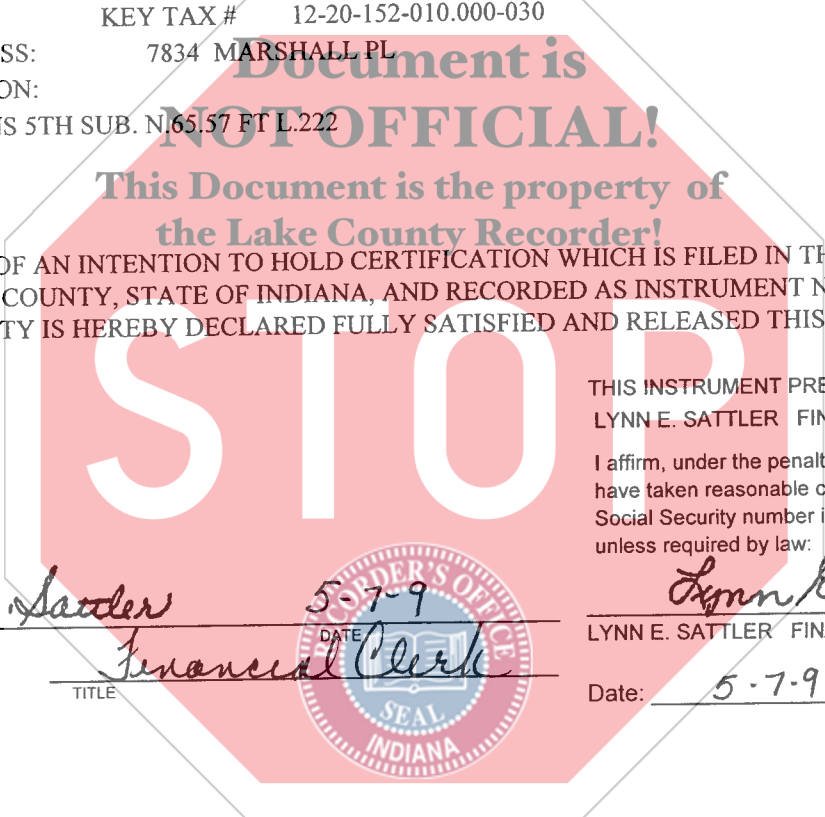 KEY TAX # 12-20-152-010.000-030
SS: 7834 MARSHALL PL
Document is
ON:
NOT OFFICIAL!
S 5TH SUB. N.65.57 FT L.222
This Document is the property of
the Lake County Recorder!
OF AN INTENTION TO HOLD CERTIFICATION WHICH IS FILED IN TH
COUNTY, STATE OF INDIANA, AND RECORDED AS INSTRUMENT N
TY IS HEREBY DECLARED FULLY SATISFIED AND RELEASED THIS
STOP
THIS INSTRUMENT PRE
LYNN E. SATTLER FIN
I affirm, under the penalt
have taken reasonable c
Social Security number i
unless required by law:
Sattler 5-7-9
DATE
Financial Clerk
TITLE
RECORDER'S OFFICE
SEAL
INDIANA
Lynn
LYNN E. SATTLER FIN
Date: 5-7-9